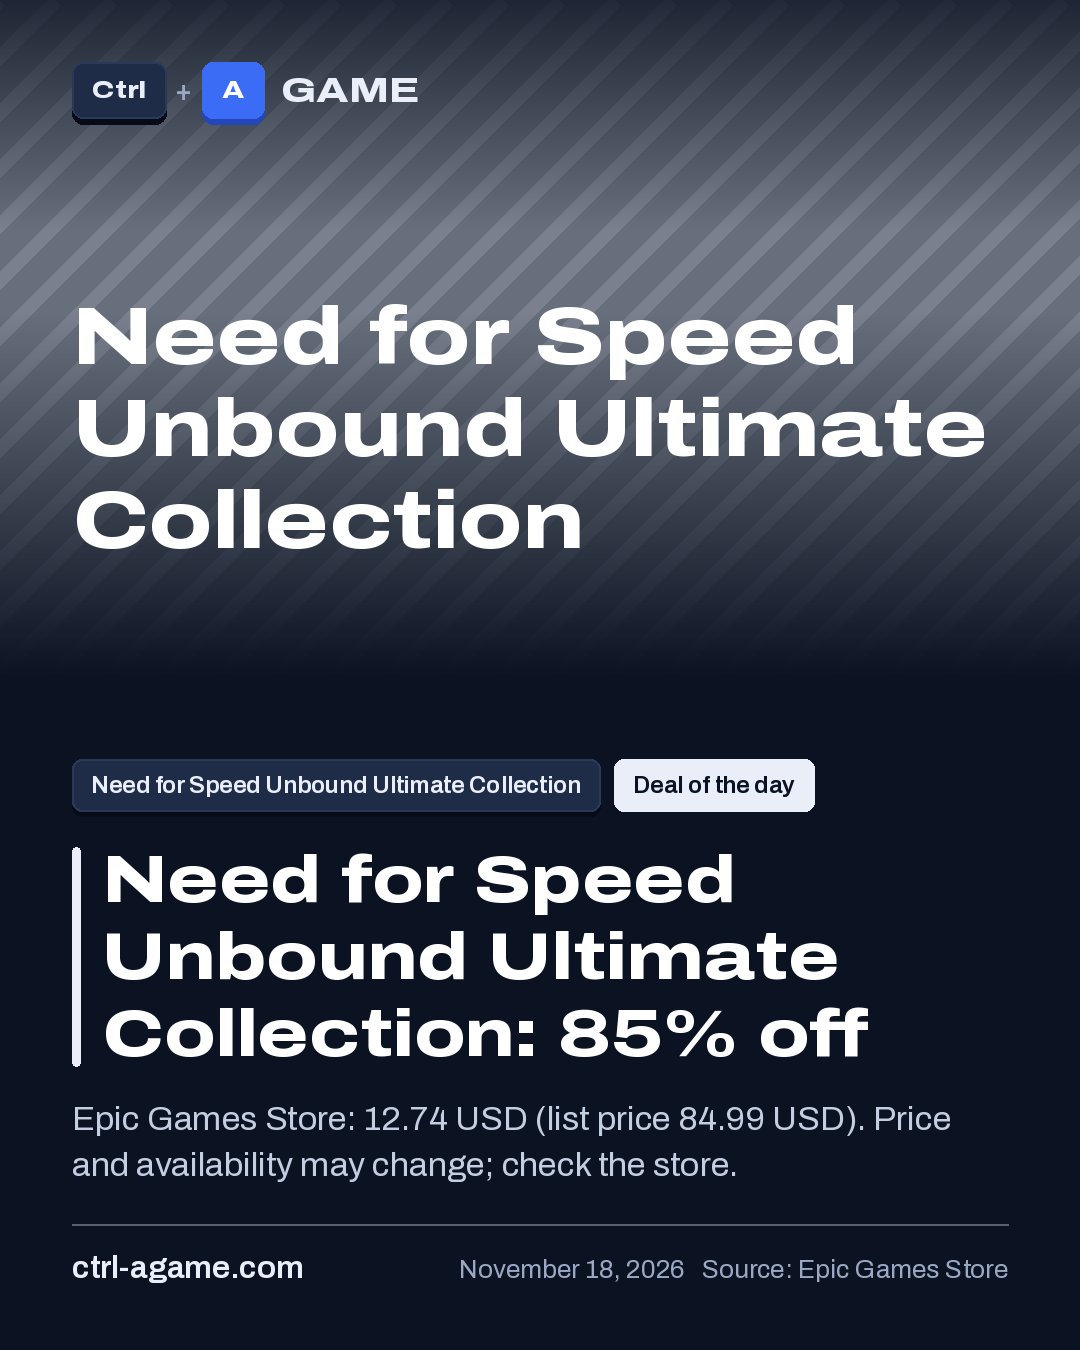 Ctrl + A GAME
Need for Speed
Unbound Ultimate
Collection
Need for Speed Unbound Ultimate Collection
Deal of the day
Need for Speed
Unbound Ultimate
Collection: 85% off
Epic Games Store: 12.74 USD (list price 84.99 USD). Price
and availability may change; check the store.
ctrl-agame.com
November 18, 2026 Source: Epic Games Store